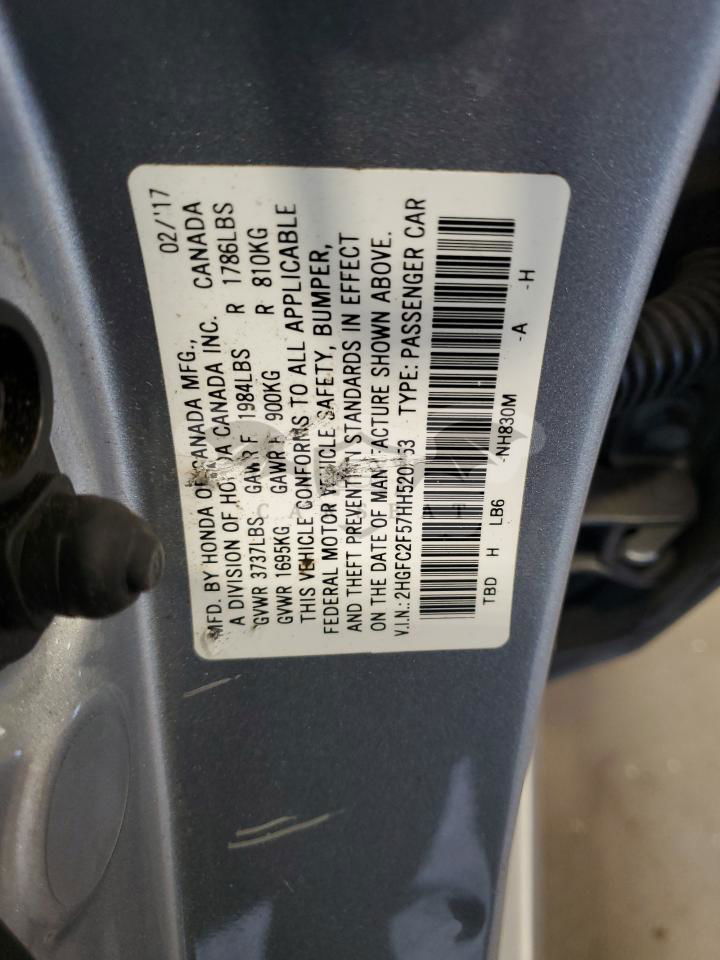 02/'17
MFD. BY HONDA OF CANADA MFG.,
A DIVISION OF HONDA CANADA INC. CANADA
GVWR 3737LBS GAWR F 1984LBS R 1786LBS
GVWR 1695KG GAWR F 900KG R 810KG
THIS VEHICLE CONFORMS TO ALL APPLICABLE
FEDERAL MOTOR VEHICLE SAFETY, BUMPER,
AND THEFT PREVENTION STANDARDS IN EFFECT
ON THE DATE OF MANUFACTURE SHOWN ABOVE.
V.I.N.: TYPE: PASSENGER CAR
TBD H LB6 -NH830M -A -H